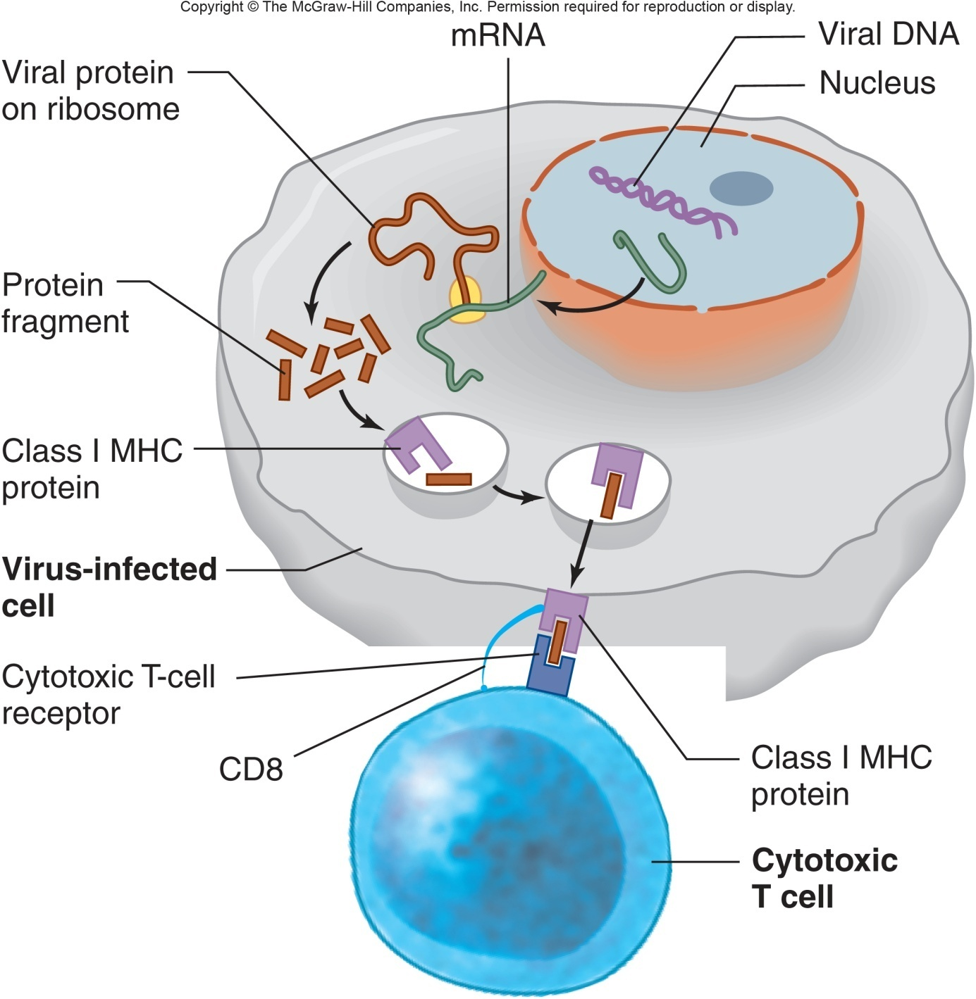 Copyright © The McGraw-Hill Companies, Inc. Permission required for reproduction or display.
mRNA
Viral DNA
Nucleus
Viral protein
on ribosome
Protein
fragment
Class I MHC
protein
Virus-infected
cell
Cytotoxic T-cell
receptor
CD8
Class I MHC
protein
Cytotoxic
T cell